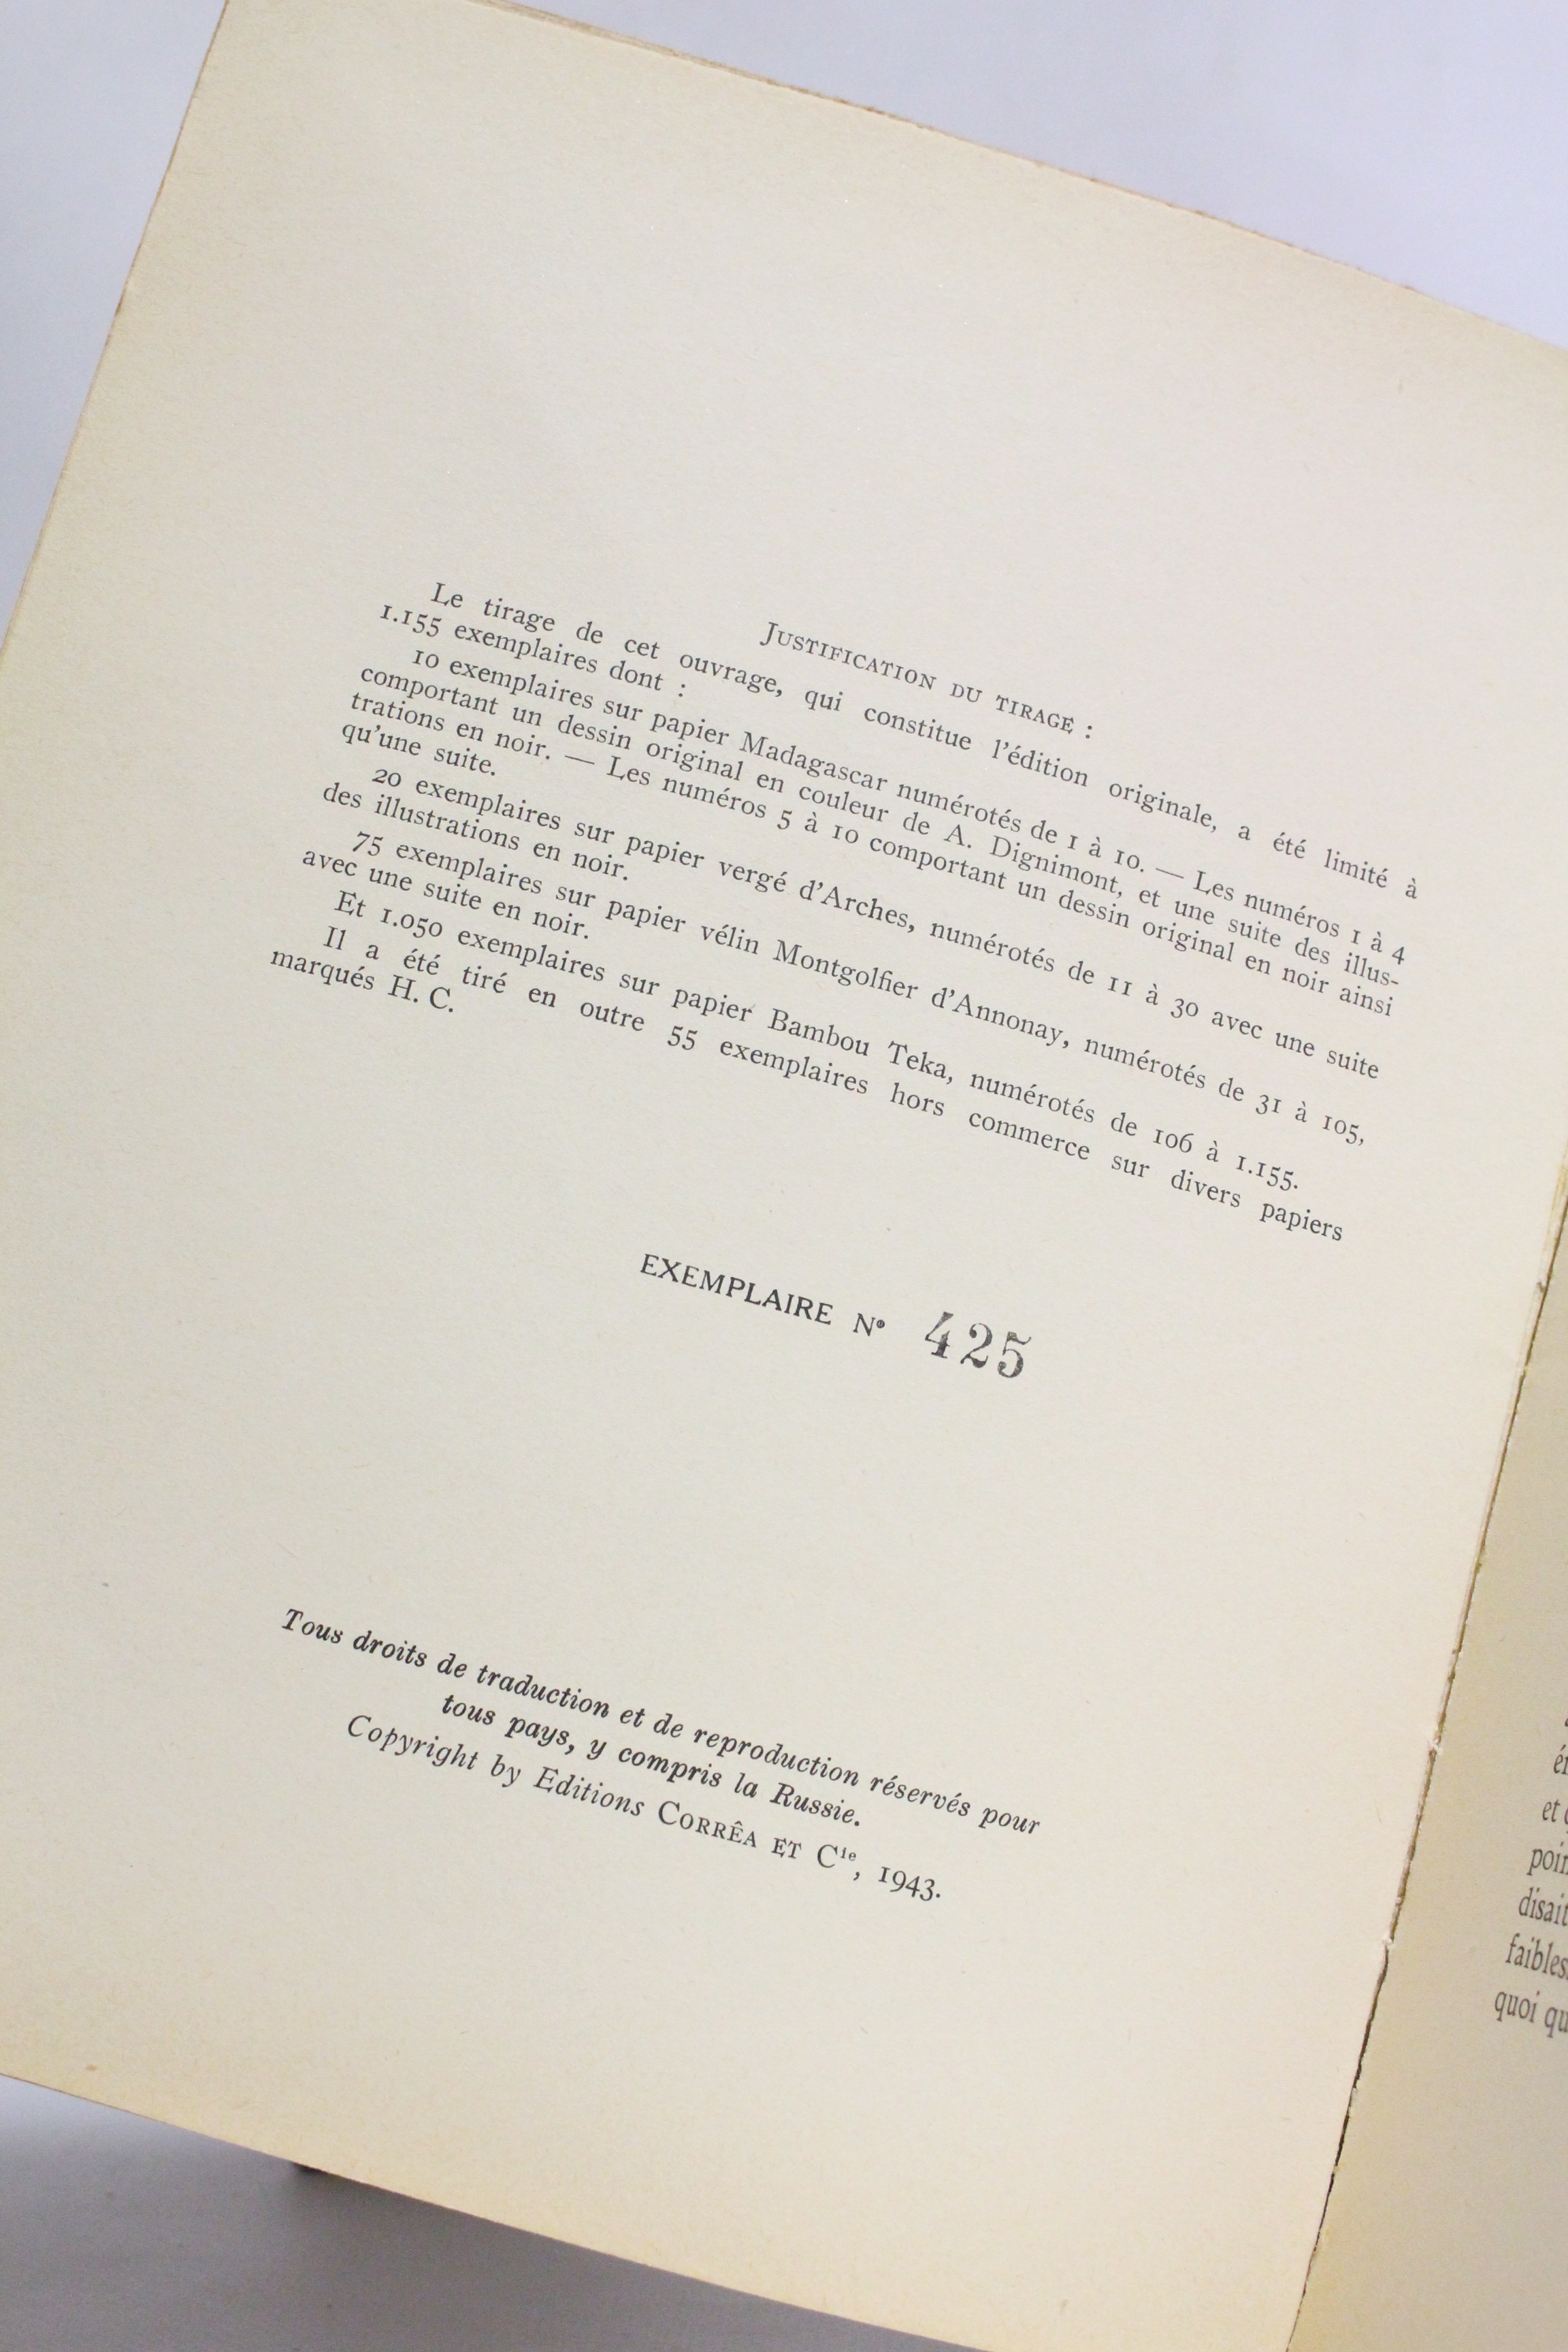 JUSTIFICATION DU TIRAGE :
Le tirage de cet ouvrage, qui constitue l'édition originale, a été limité à
1.155 exemplaires dont :
10 exemplaires sur papier Madagascar numérotés de 1 à 10. — Les numéros 1 à 4
comportant un dessin original en couleur de A. Dignimont, et une suite des illus-
trations en noir. — Les numéros 5 à 10 comportant un dessin original en noir ainsi
qu'une suite.
20 exemplaires sur papier vergé d'Arches, numérotés de 11 à 30 avec une suite
des illustrations en noir.
75 exemplaires sur papier vélin Montgolfier d'Annonay, numérotés de 31 à 105,
avec une suite en noir.
Et 1.050 exemplaires sur papier Bambou Teka, numérotés de 106 à 1.155.
Il a été tiré en outre 55 exemplaires hors commerce sur divers papiers
marqués H. C.
EXEMPLAIRE N° 425
Tous droits de traduction et de reproduction réservés pour
tous pays, y compris la Russie.
Copyright by Editions CORRÊA ET Cie, 1943.
et
disait
quoi